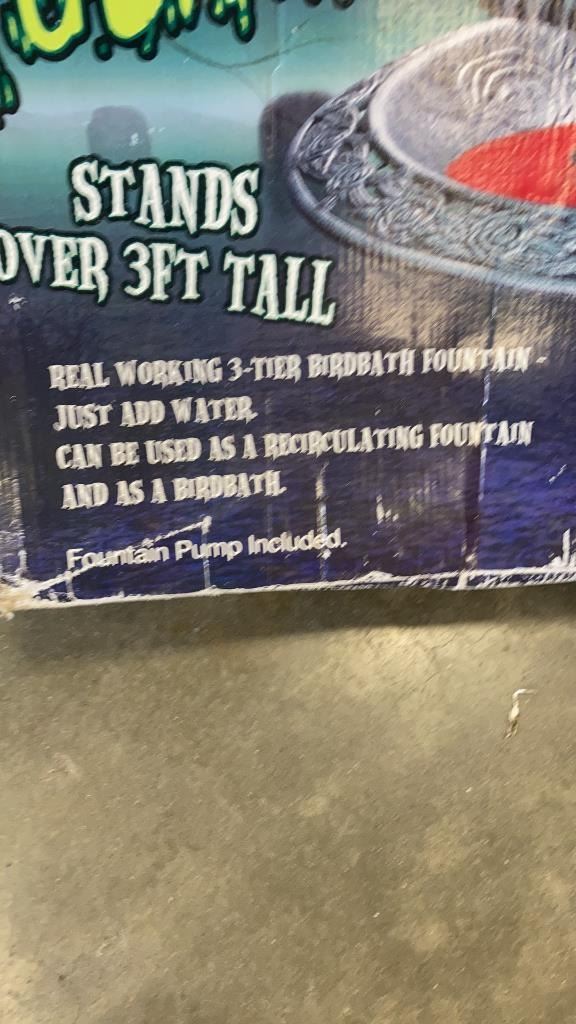 STANDS
OVER 3FT TALL
REAL WORKING 3-TIER BIRDBATH FOUNTAIN -
JUST ADD WATER.
CAN BE USED AS A RECIRCULATING FOUNTAIN
AND AS A BIRDBATH.
Fountain Pump Included.